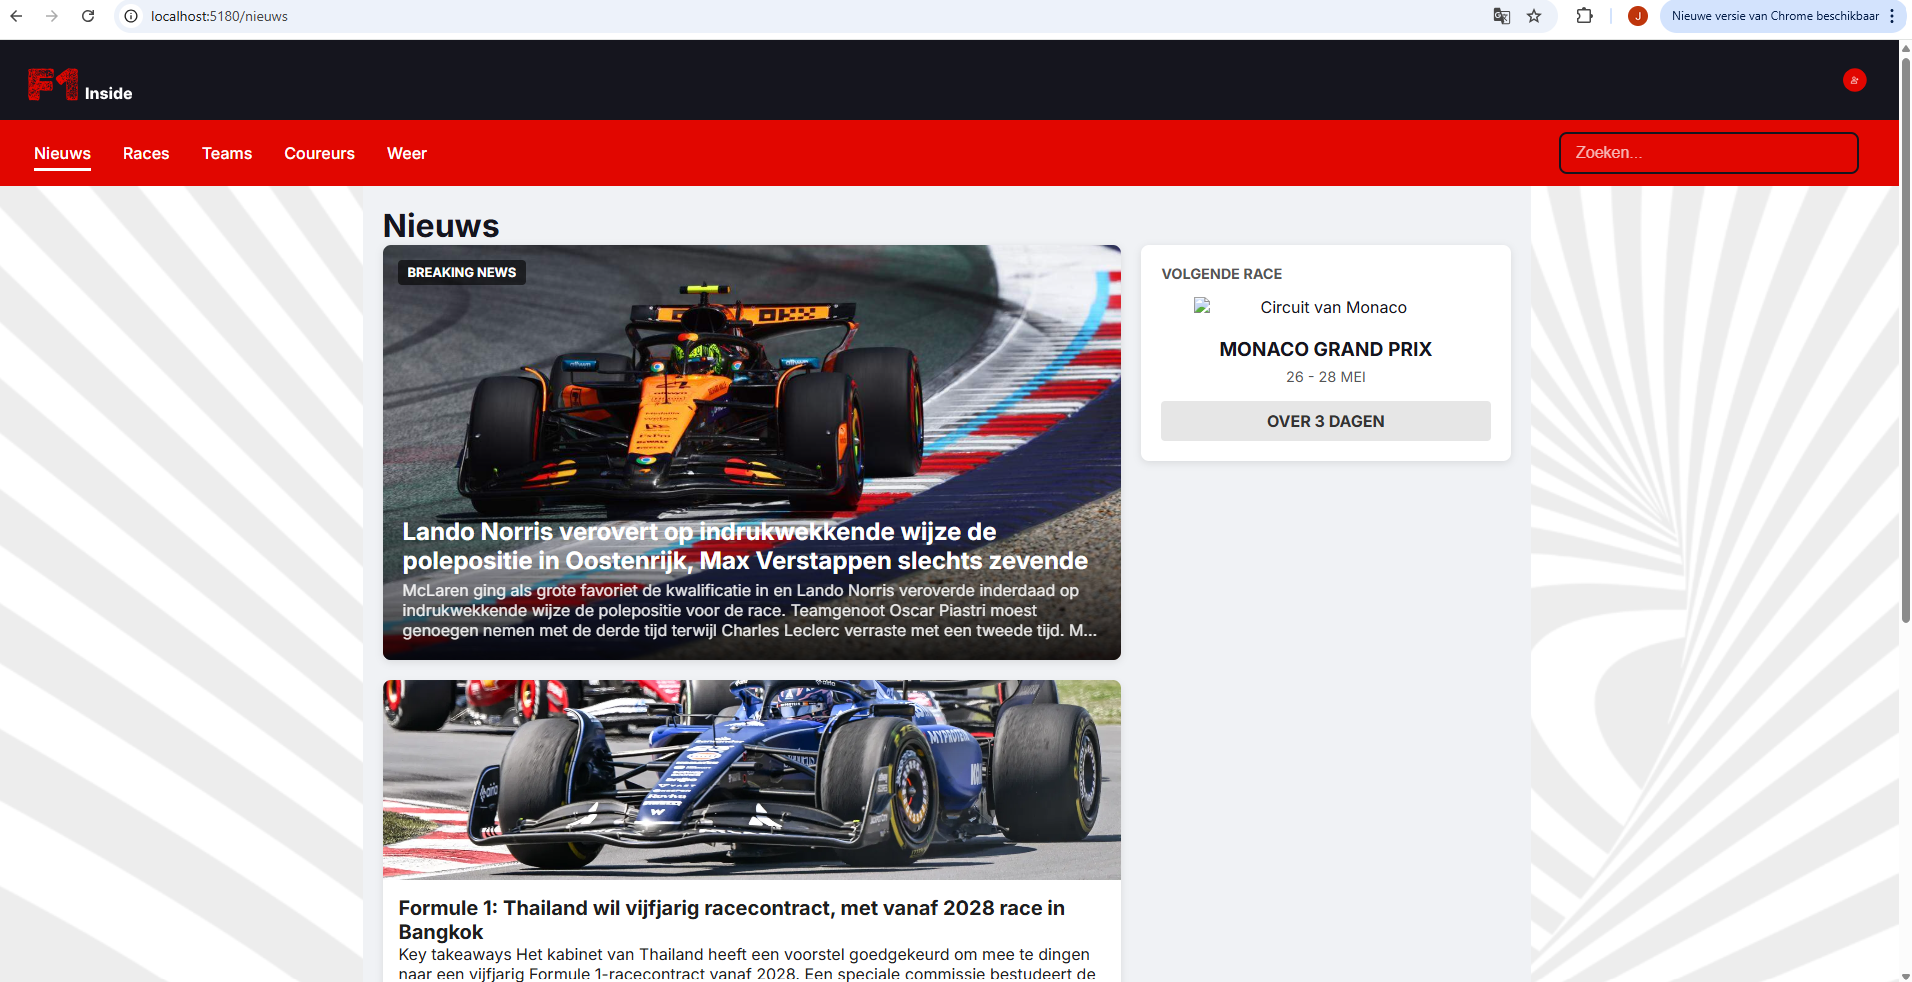 localhost:5180/nieuws
J
Nieuwe versie van Chrome beschikbaar
F1 Inside
Nieuws
Races
Teams
Coureurs
Weer
Zoeken...
Nieuws
BREAKING NEWS
Lando Norris verovert op indrukwekkende wijze de
polepositie in Oostenrijk, Max Verstappen slechts zevende
McLaren ging als grote favoriet de kwalificatie in en Lando Norris veroverde inderdaad op
indrukwekkende wijze de polepositie voor de race. Teamgenoot Oscar Piastri moest
genoegen nemen met de derde tijd terwijl Charles Leclerc verraste met een tweede tijd. M...
VOLGENDE RACE
Circuit van Monaco
MONACO GRAND PRIX
26 - 28 MEI
OVER 3 DAGEN
MYPROTEIN
Formule 1: Thailand wil vijfjarig racecontract, met vanaf 2028 race in
Bangkok
Key takeaways Het kabinet van Thailand heeft een voorstel goedgekeurd om mee te dingen
naar een vijfjarig Formule 1-racecontract vanaf 2028. Een speciale commissie bestudeert de